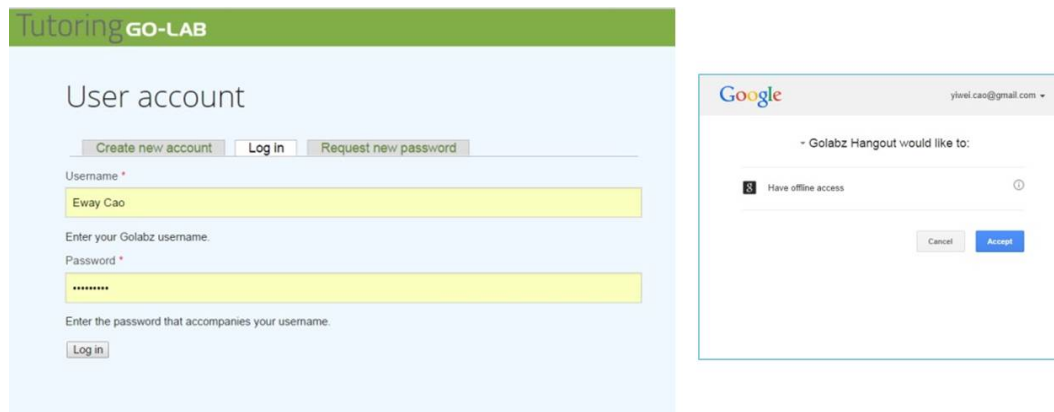 Tutoring GO-LAB
User account
Create new account Log in Request new password
Username *
Eway Cao
Enter your Golabz username.
Password *
•••••••••
Enter the password that accompanies your username.
Log in
Google yiwei.cao@gmail.com
Golabz Hangout would like to:
8 Have offline access i
Cancel Accept